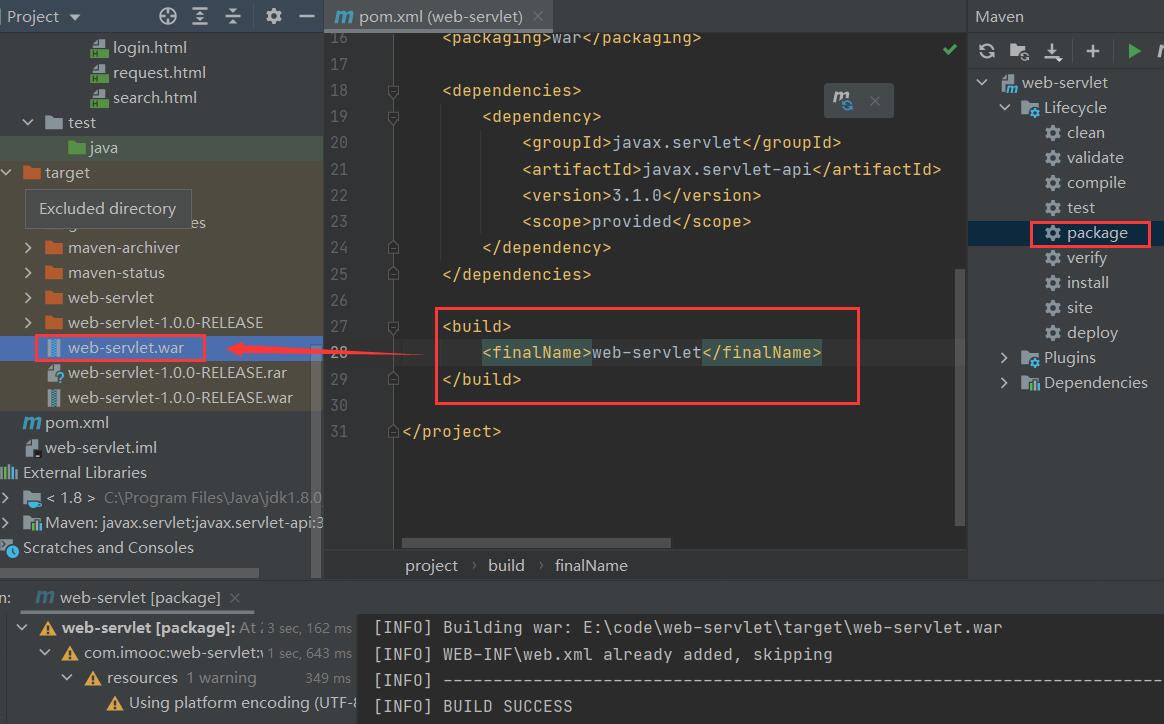 Project
login.html
request.html
search.html
test
java
target
Excluded directory
es
maven-archiver
maven-status
web-servlet
web-servlet-1.0.0-RELEASE
web-servlet.war
web-servlet-1.0.0-RELEASE.rar
web-servlet-1.0.0-RELEASE.war
pom.xml
web-servlet.iml
External Libraries
< 1.8 > C:\Program Files\Java\jdk1.8.0
Maven: javax.servlet:javax.servlet-api:3
Scratches and Consoles
pom.xml (web-servlet)
16 <packaging>war</packaging>
17
18 <dependencies>
19 <dependency>
20 <groupId>javax.servlet</groupId>
21 <artifactId>javax.servlet-api</artifactId>
22 <version>3.1.0</version>
23 <scope>provided</scope>
24 </dependency>
25 </dependencies>
26
27 <build>
28 <finalName>web-servlet</finalName>
29 </build>
30
31 </project>
project › build › finalName
Maven
web-servlet
Lifecycle
clean
validate
compile
test
package
verify
install
site
deploy
Plugins
Dependencies
n: web-servlet [package]
web-servlet [package]: At 3 sec, 162 ms
com.imooc:web-servlet: 1 sec, 643 ms
resources 1 warning 349 ms
Using platform encoding (UTF-8
[INFO] Building war: E:\code\web-servlet\target\web-servlet.war
[INFO] WEB-INF\web.xml already added, skipping
[INFO] ------------------------------------------------------------------------
[INFO] BUILD SUCCESS